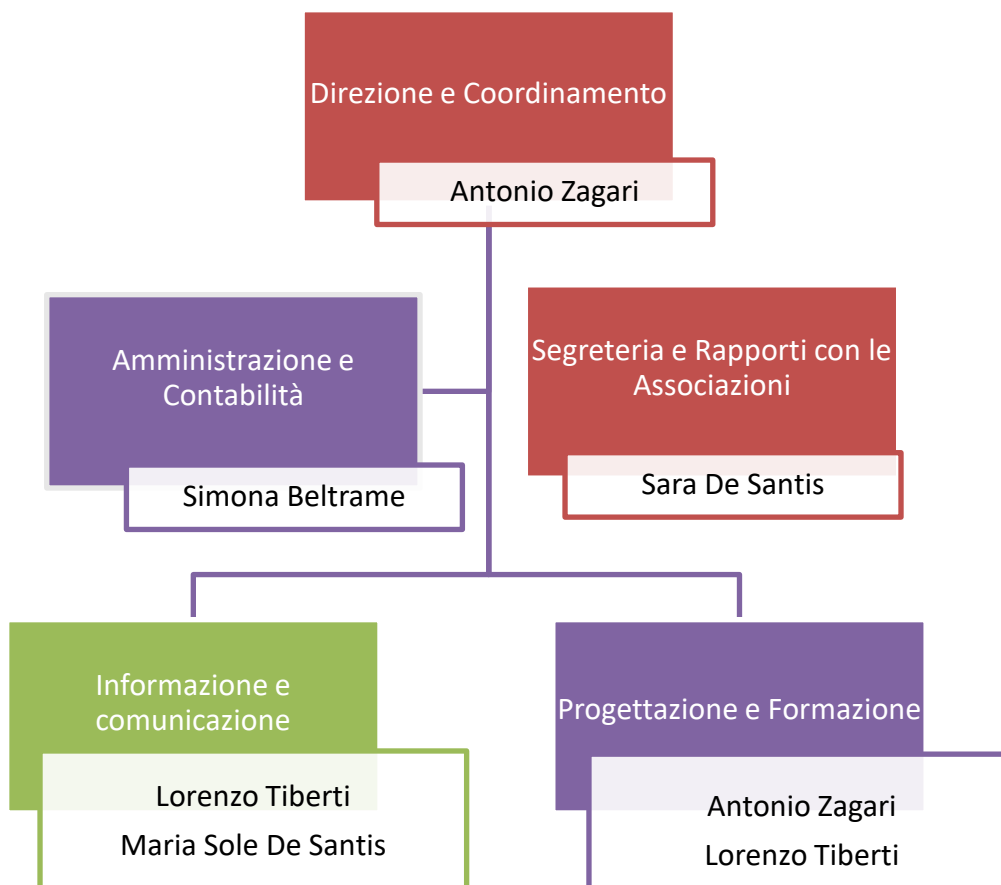 Direzione e Coordinamento
Antonio Zagari
Amministrazione e
Contabilità
Simona Beltrame
Segreteria e Rapporti con le
Associazioni
Sara De Santis
Informazione e
comunicazione
Lorenzo Tiberti
Maria Sole De Santis
Progettazione e Formazione
Antonio Zagari
Lorenzo Tiberti